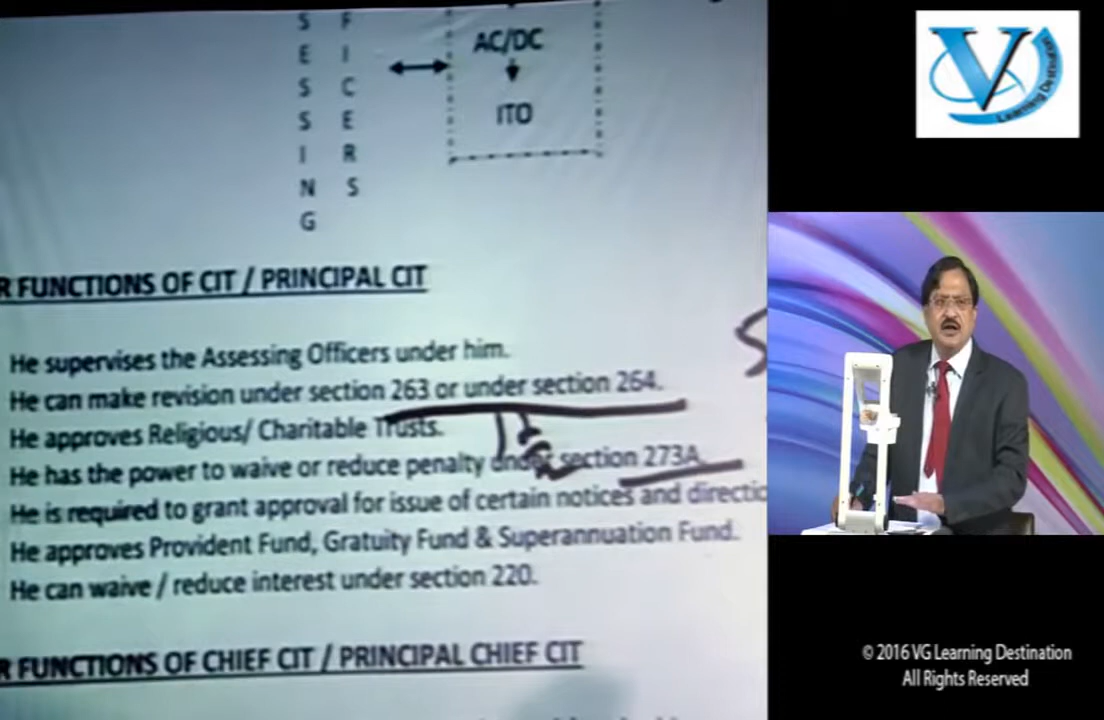 S F
E I
S C
S E
I R
N S
G
AC/DC
ITO
R FUNCTIONS OF CIT / PRINCIPAL CIT
He supervises the Assessing Officers under him.
He can make revision under section 263 or under section 264.
He approves Religious/ Charitable Trusts.
He has the power to waive or reduce penalty under section 273A.
He is required to grant approval for issue of certain notices and directio
He approves Provident Fund, Gratuity Fund & Superannuation Fund.
He can waive / reduce interest under section 220.
R FUNCTIONS OF CHIEF CIT / PRINCIPAL CHIEF CIT
V
Learning Destination
© 2016 VG Learning Destination
All Rights Reserved